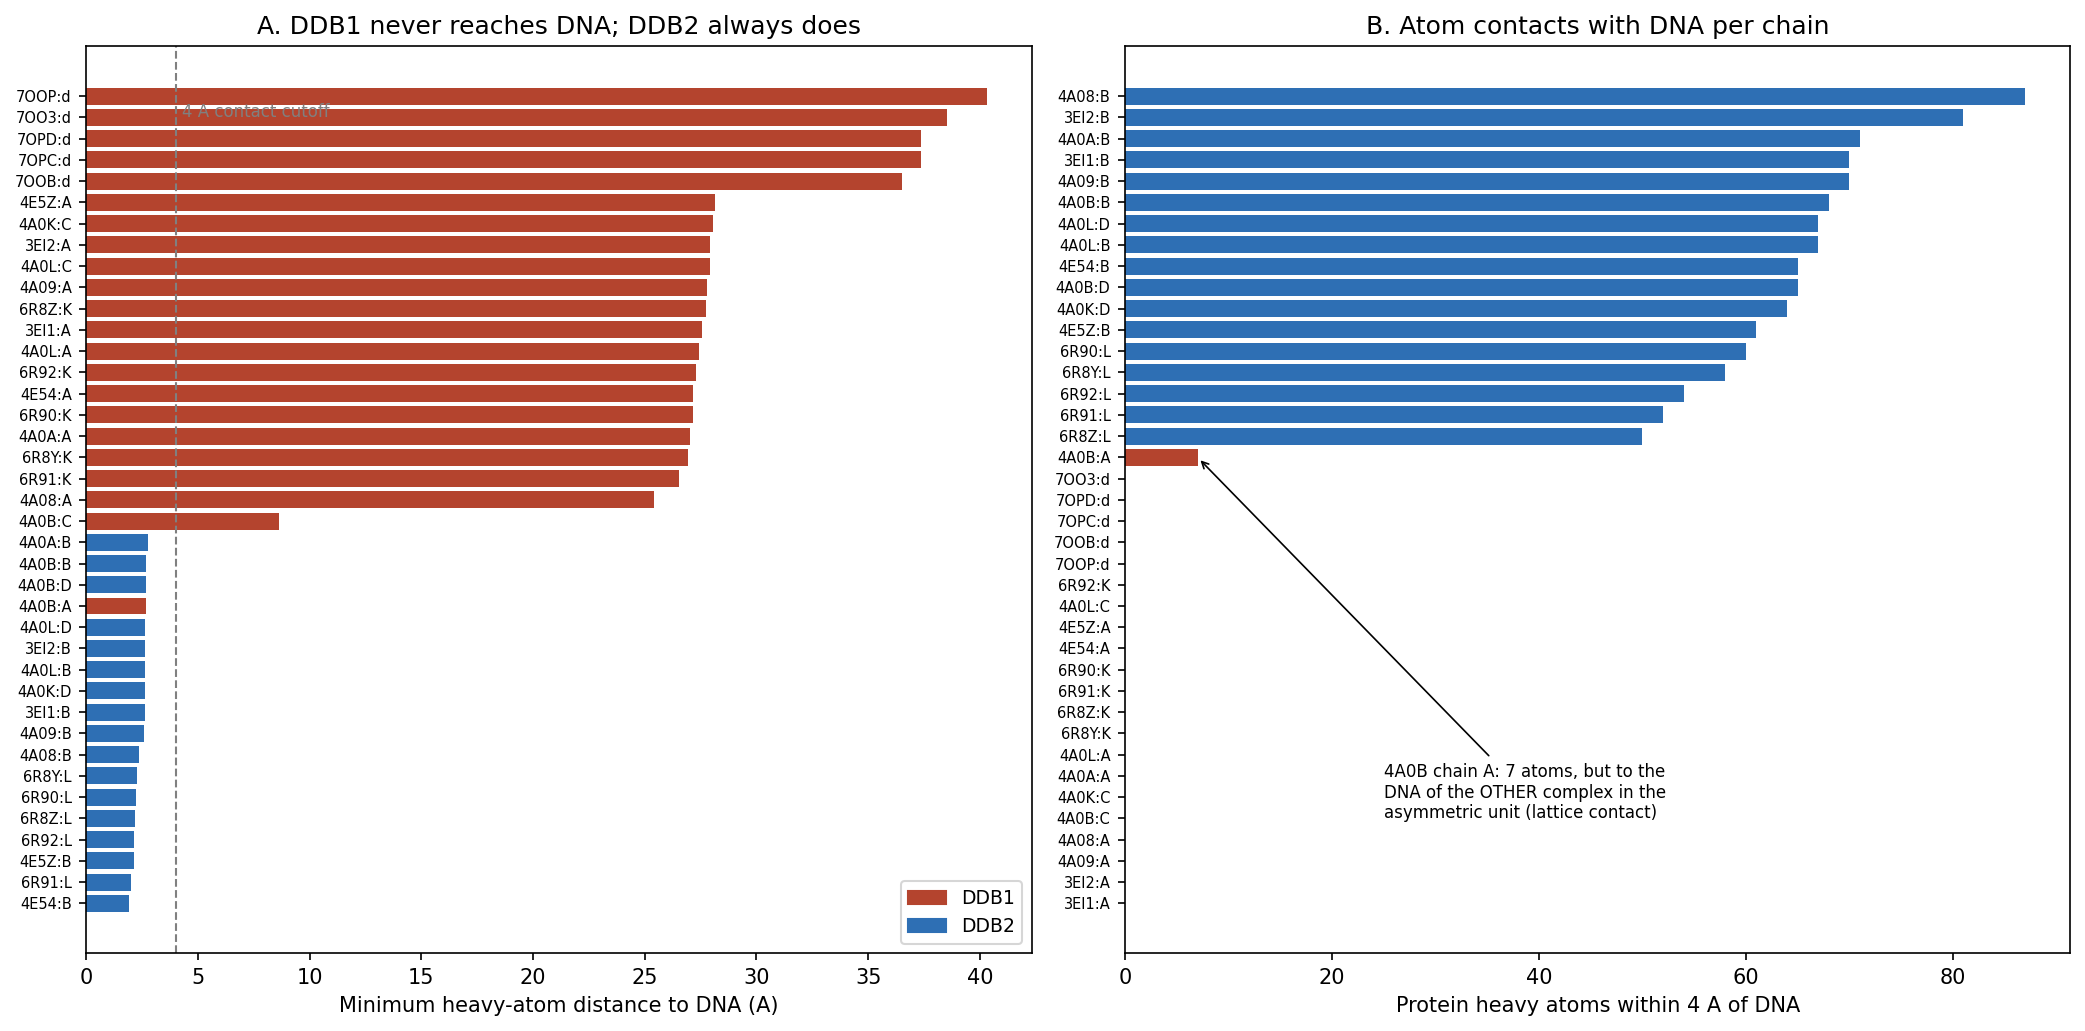 A. DDB1 never reaches DNA; DDB2 always does
7OOP:d
4 A contact cutoff
7OO3:d
7OPD:d
7OPC:d
7OOB:d
4E5Z:A
4A0K:C
3EI2:A
4A0L:C
4A09:A
6R8Z:K
3EI1:A
4A0L:A
6R92:K
4E54:A
6R90:K
4A0A:A
6R8Y:K
6R91:K
4A08:A
4A0B:C
4A0A:B
4A0B:B
4A0B:D
4A0B:A
4A0L:D
3EI2:B
4A0L:B
4A0K:D
3EI1:B
4A09:B
4A08:B
6R8Y:L
6R90:L
6R8Z:L
6R92:L
4E5Z:B
6R91:L
4E54:B
DDB1
DDB2
0 5 10 15 20 25 30 35 40
Minimum heavy-atom distance to DNA (A)
B. Atom contacts with DNA per chain
4A08:B
3EI2:B
4A0A:B
3EI1:B
4A09:B
4A0B:B
4A0L:D
4A0L:B
4E54:B
4A0B:D
4A0K:D
4E5Z:B
6R90:L
6R8Y:L
6R92:L
6R91:L
6R8Z:L
4A0B:A
7OO3:d
7OPD:d
7OPC:d
7OOB:d
7OOP:d
6R92:K
4A0L:C
4E5Z:A
4E54:A
6R90:K
6R91:K
6R8Z:K
6R8Y:K
4A0L:A
4A0A:A
4A0K:C
4A0B:C
4A08:A
4A09:A
3EI2:A
3EI1:A
4A0B chain A: 7 atoms, but to the
DNA of the OTHER complex in the
asymmetric unit (lattice contact)
0 20 40 60 80
Protein heavy atoms within 4 A of DNA